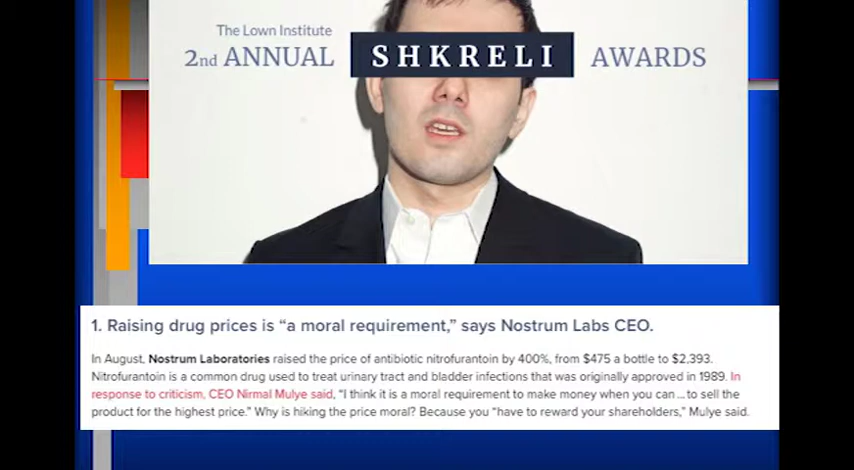 The Lown Institute
2nd ANNUAL SHKRELI AWARDS
1. Raising drug prices is “a moral requirement,” says Nostrum Labs CEO.
In August, Nostrum Laboratories raised the price of antibiotic nitrofurantoin by 400%, from $475 a bottle to $2,393.
Nitrofurantoin is a common drug used to treat urinary tract and bladder infections that was originally approved in 1989. In
response to criticism, CEO Nirmal Mulye said, “I think it is a moral requirement to make money when you can ... to sell the
product for the highest price.” Why is hiking the price moral? Because you “have to reward your shareholders,” Mulye said.